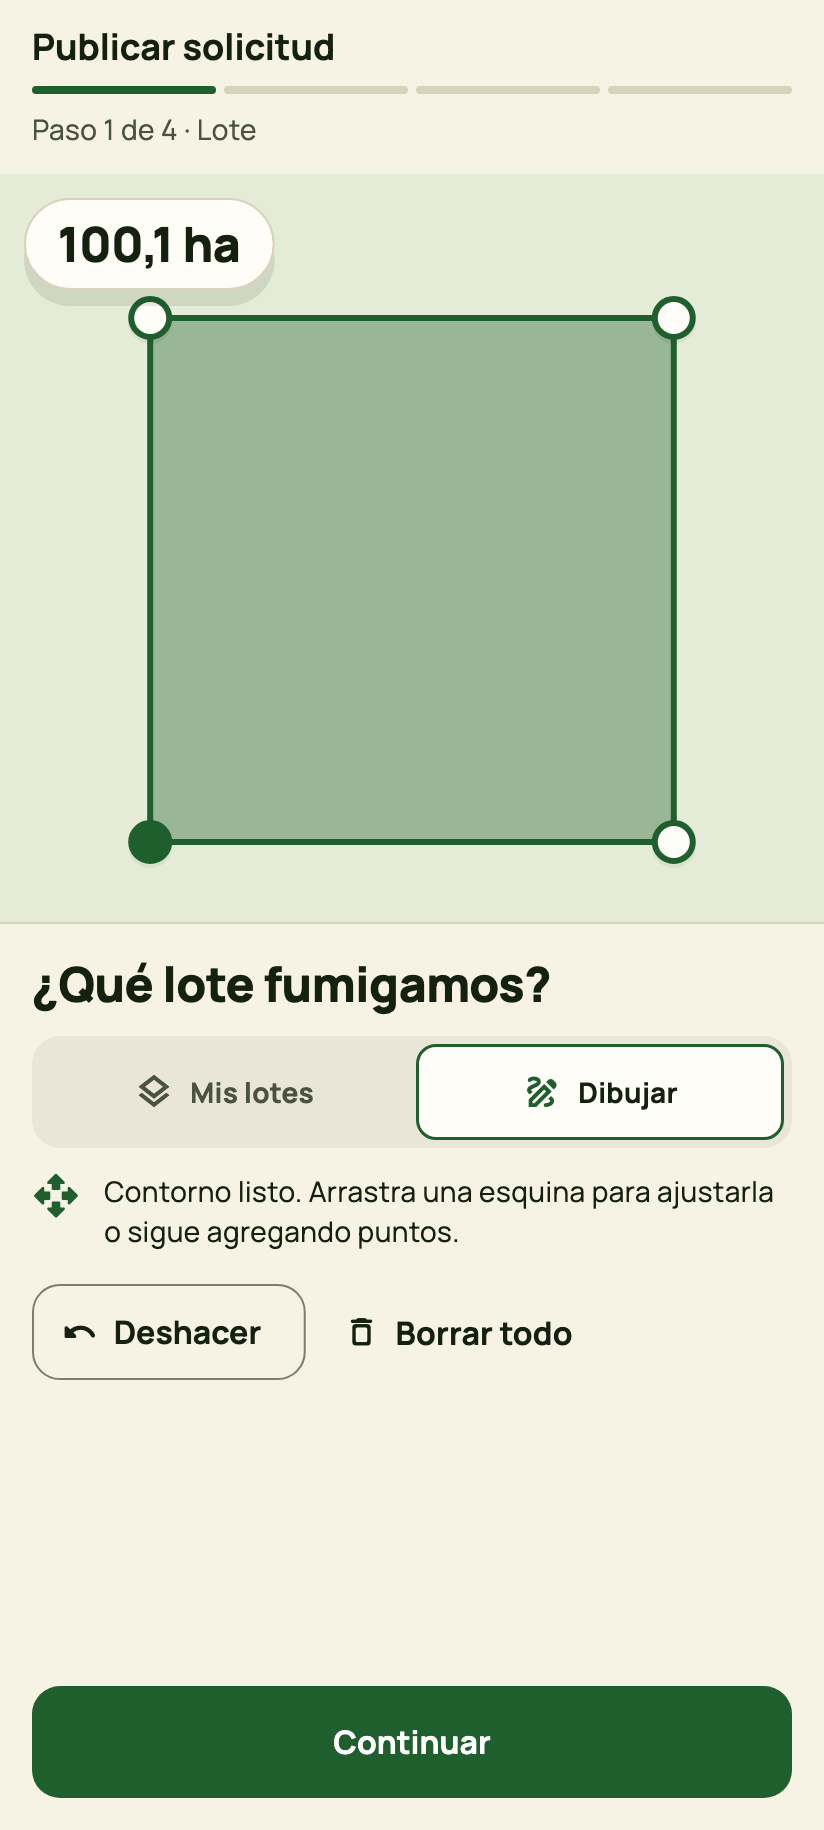 Publicar solicitud
Paso 1 de 4 · Lote
100,1 ha
¿Qué lote fumigamos?
Mis lotes
Dibujar
Contorno listo. Arrastra una esquina para ajustarla
o sigue agregando puntos.
Deshacer
Borrar todo
Continuar